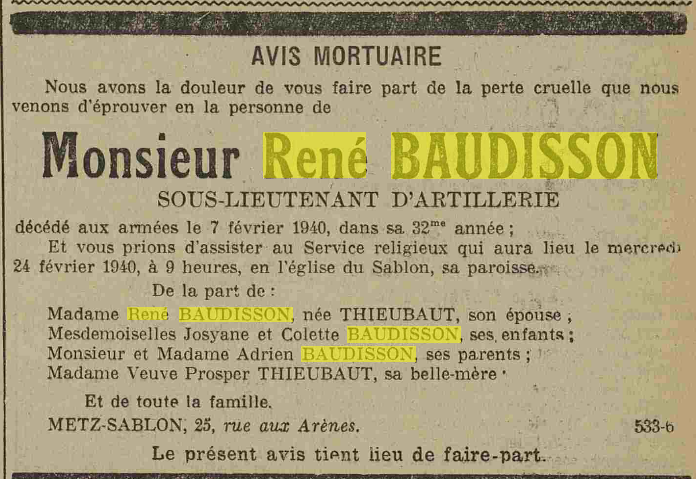 AVIS MORTUAIRE
Nous avons la douleur de vous faire part de la perte cruelle que nous
venons d'éprouver en la personne de
Monsieur René BAUDISSON
SOUS-LIEUTENANT D'ARTILLERIE
décédé aux armées le 7 février 1940, dans sa 32me année ;
Et vous prions d'assister au Service religieux qui aura lieu le mercredi
24 février 1940, à 9 heures, en l'église du Sablon, sa paroisse.
De la part de :
Madame René BAUDISSON, née THIEUBAUT, son épouse ;
Mesdemoiselles Josyane et Colette BAUDISSON, ses enfants ;
Monsieur et Madame Adrien BAUDISSON, ses parents ;
Madame Veuve Prosper THIEUBAUT, sa belle-mère
Et de toute la famille.
METZ-SABLON, 25, rue aux Arènes. 533-6
Le présent avis tient lieu de faire-part.